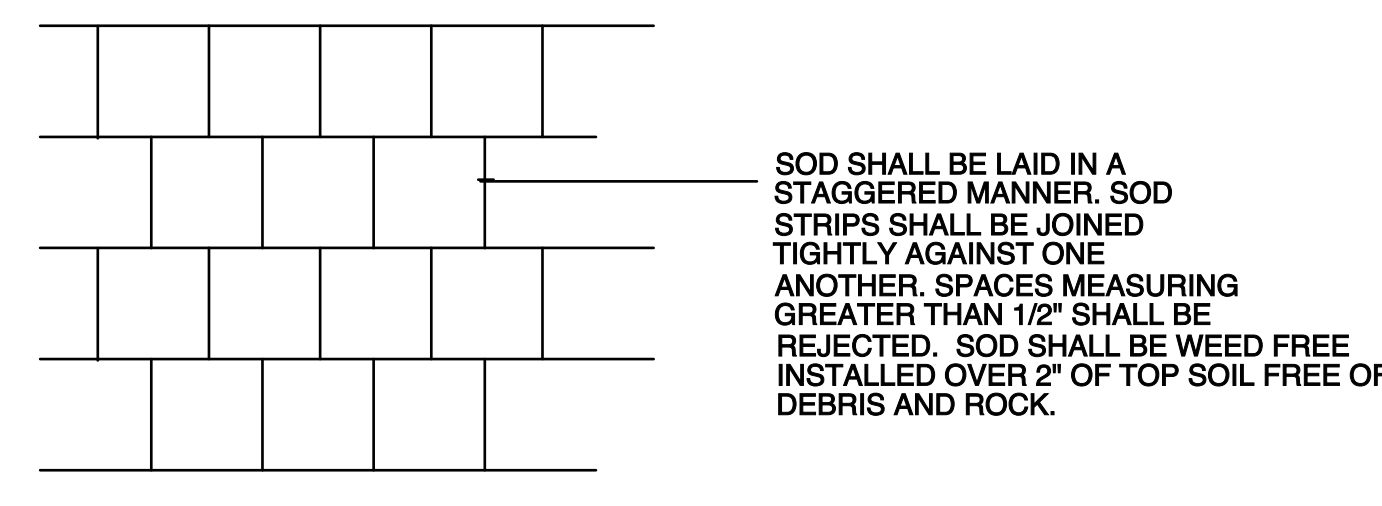 SOD SHALL BE LAID IN A
STAGGERED MANNER. SOD
STRIPS SHALL BE JOINED
TIGHTLY AGAINST ONE
ANOTHER. SPACES MEASURING
GREATER THAN 1/2" SHALL BE
REJECTED.  SOD SHALL BE WEED FREE
INSTALLED OVER 2" OF TOP SOIL FREE OF
DEBRIS AND ROCK.